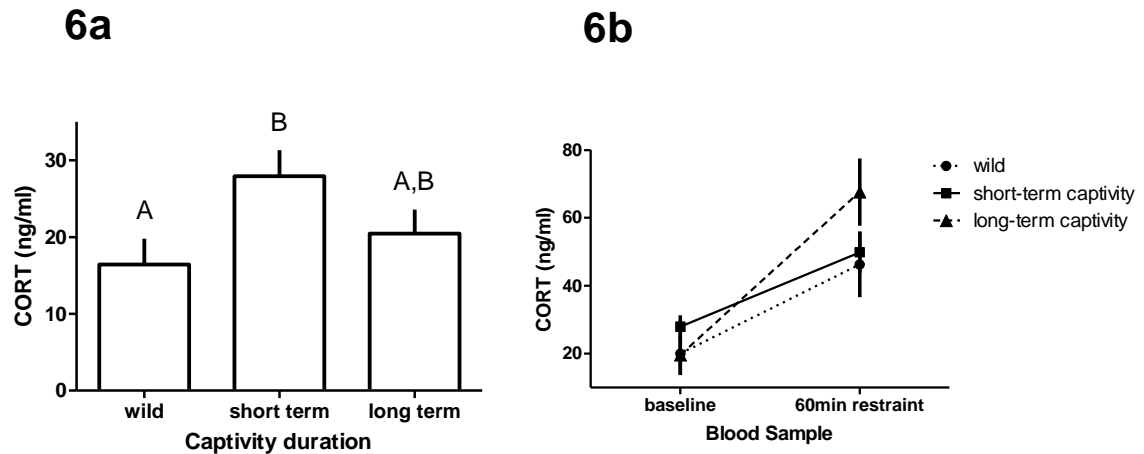 6a
CORT (ng/ml)
30
20
10
0
A
B
A,B
wild short term long term
Captivity duration
6b
CORT (ng/ml)
80
60
40
20
baseline 60min restraint
Blood Sample
wild
short-term captivity
long-term captivity